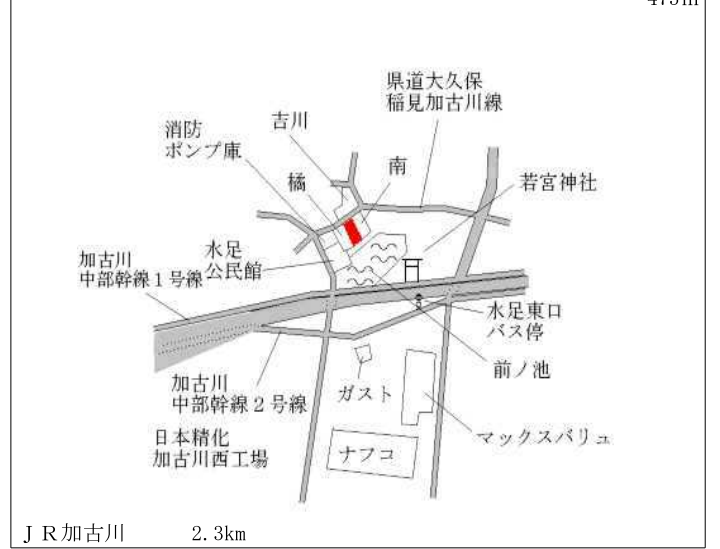 県道大久保
稲見加古川線
吉川
消防
ポンプ庫
橘
南
若宮神社
水足
公民館
加古川
中部幹線1号線
水足東口
バス停
前ノ池
加古川
中部幹線2号線
ガスト
マックスバリュ
日本精化
加古川西工場
ナフコ
JR加古川 2.3km